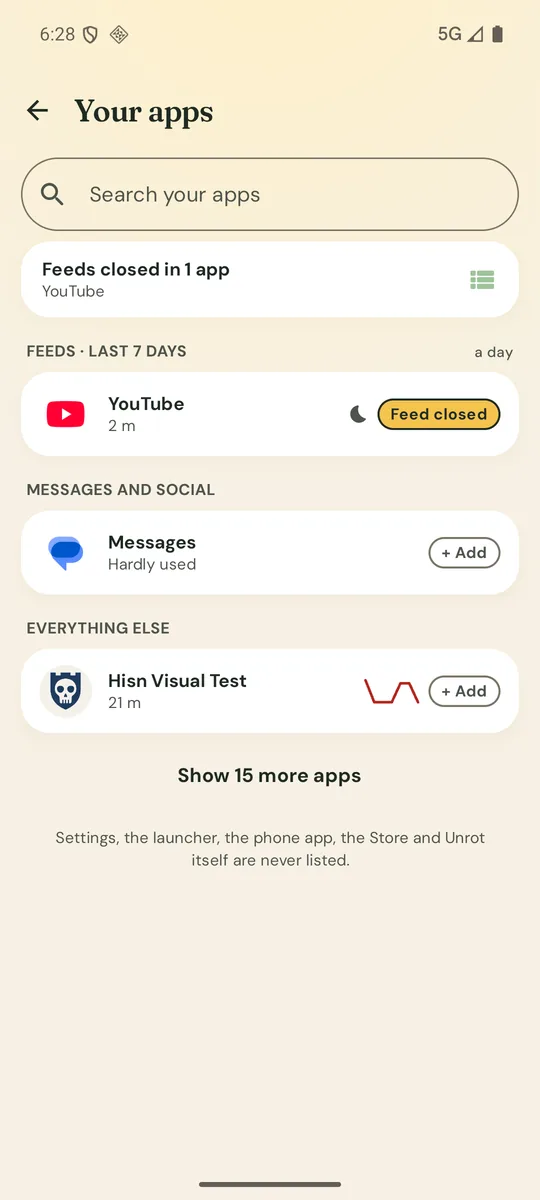 6:28
5G
Your apps
Search your apps
Feeds closed in 1 app
YouTube
FEEDS · LAST 7 DAYS
a day
YouTube
2 m
Feed closed
MESSAGES AND SOCIAL
Messages
Hardly used
+ Add
EVERYTHING ELSE
Hisn Visual Test
21 m
+ Add
Show 15 more apps
Settings, the launcher, the phone app, the Store and Unrot
itself are never listed.